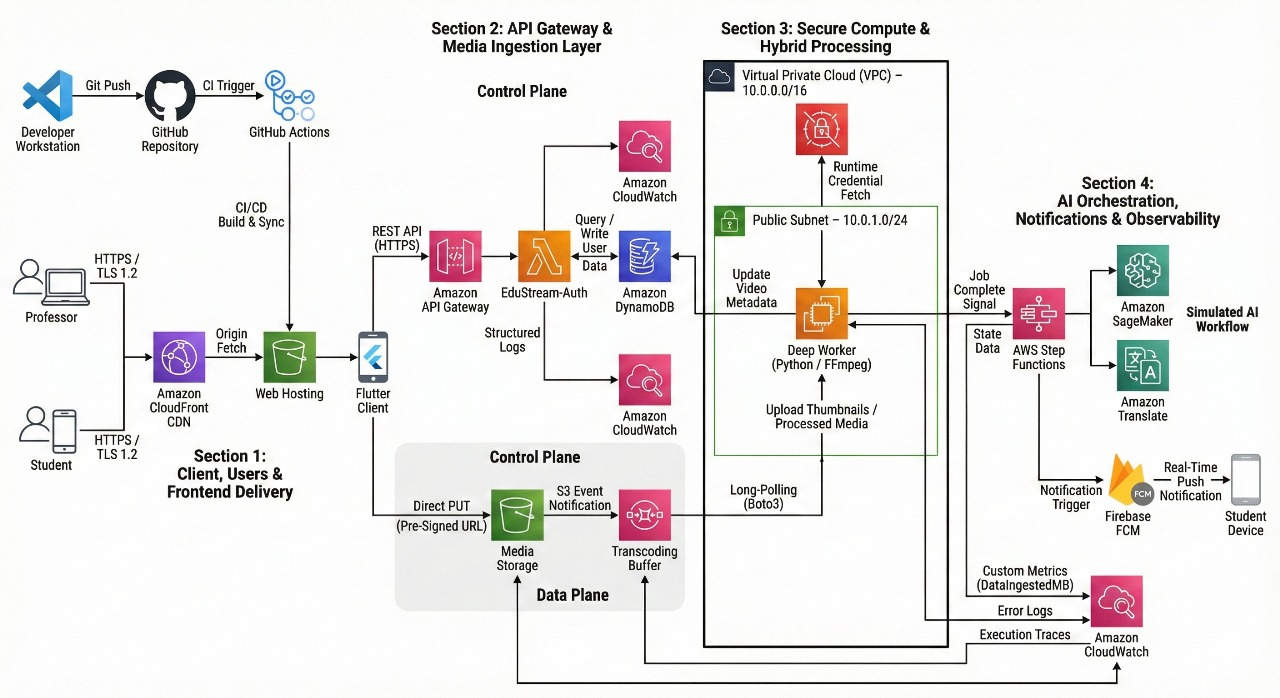 Section 2: API Gateway &
Media Ingestion Layer
Section 3: Secure Compute &
Hybrid Processing
Git Push
CI Trigger
Developer
Workstation
GitHub
Repository
GitHub Actions
CI/CD
Build & Sync
HTTPS /
TLS 1.2
Professor
Student
HTTPS /
TLS 1.2
Amazon
CloudFront
CDN
Origin
Fetch
Web Hosting
Flutter
Client
Section 1:
Client, Users &
Frontend Delivery
Control Plane
REST API
(HTTPS)
Amazon
API Gateway
EduStream-Auth
Amazon
CloudWatch
Query /
Write
User
Data
Amazon
DynamoDB
Structured
Logs
Amazon
CloudWatch
Control Plane
Direct PUT
(Pre-Signed URL)
S3 Event
Notification
Media
Storage
Transcoding
Buffer
Data Plane
Virtual Private Cloud (VPC) –
10.0.0.0/16
Runtime
Credential
Fetch
Public Subnet – 10.0.1.0/24
Update
Video
Metadata
Deep Worker
(Python / FFmpeg)
Upload Thumbnails /
Processed Media
Long-Polling
(Boto3)
Section 4:
AI Orchestration,
Notifications & Observability
Job
Complete
Signal
State
Data
AWS Step
Functions
Amazon
SageMaker
Simulated AI
Workflow
A
Amazon
Translate
Notification
Trigger
FCM
Firebase
FCM
Real-Time
Push
Notification
Student
Device
Custom Metrics
(DataIngestedMB)
Error Logs
Execution Traces
Amazon
CloudWatch